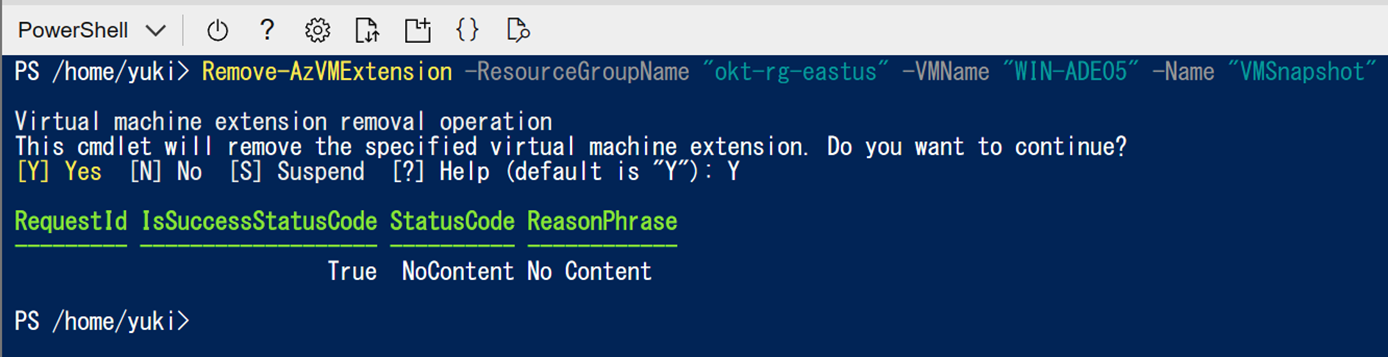 PowerShell
PS /home/yuki> Remove-AzVMExtension -ResourceGroupName "okt-rg-eastus" -VMName "WIN-ADE05" -Name "VMSnapshot"
Virtual machine extension removal operation
This cmdlet will remove the specified virtual machine extension. Do you want to continue?
[Y] Yes  [N] No  [S] Suspend  [?] Help (default is "Y"): Y
RequestId IsSuccessStatusCode StatusCode ReasonPhrase
--------- ------------------- ---------- ------------
True  NoContent No Content
PS /home/yuki>